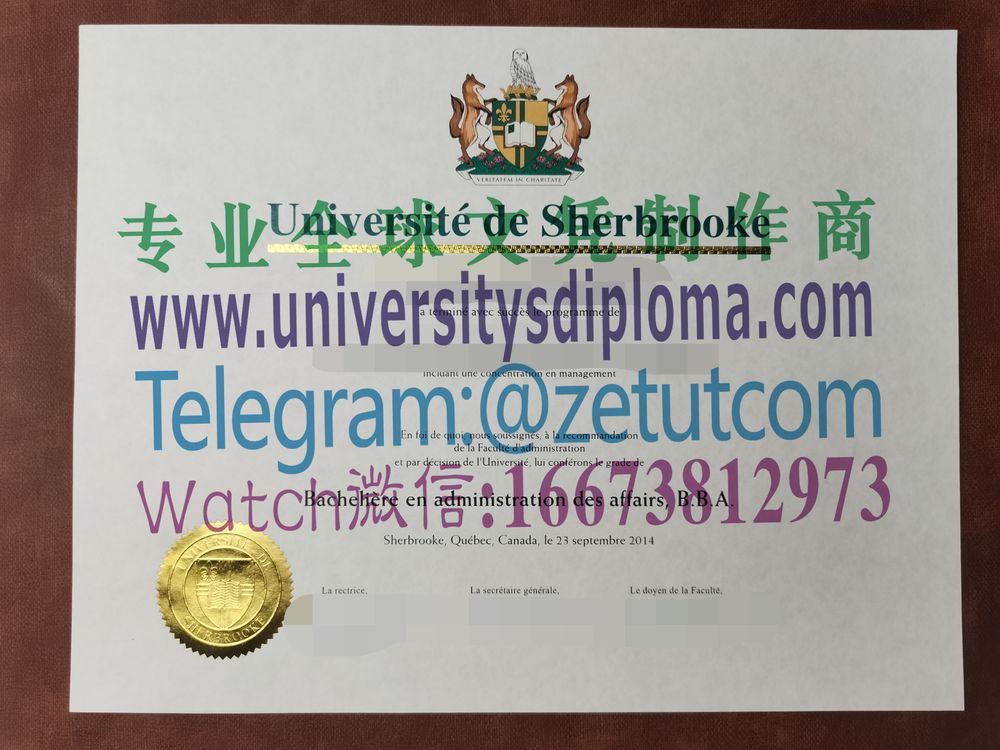 VERITATEM IN CHARITATE
Université de Sherbrooke
专业全球文凭制作商
a terminé avec succès le programme de
www.universitysdiploma.com
incluant une concentration en management
Telegram:@zetutcom
En foi de quoi, nous soussignés, à la recommandation
de la Faculté d'administration
et par décision de l'Université, lui conférons le grade de
Watch微信:16673812973
Bachelière en administration des affaires, B.B.A.
Sherbrooke, Québec, Canada, le 23 septembre 2014
UNIVERSITÉ DE
SHERBROOKE
La rectrice,
La secrétaire générale,
Le doyen de la Faculté,